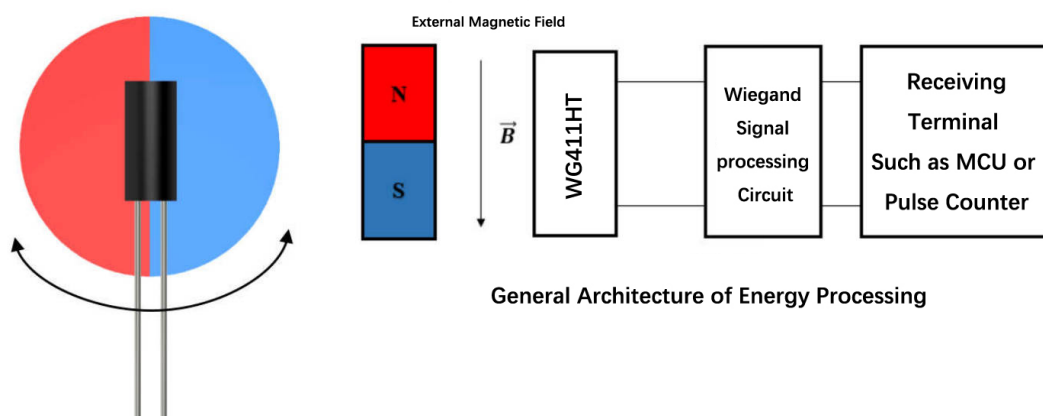 External Magnetic Field
N
S
B
WG411HT
Wiegand
Signal
processing
Circuit
Receiving
Terminal
Such as MCU or
Pulse Counter
General Architecture of Energy Processing